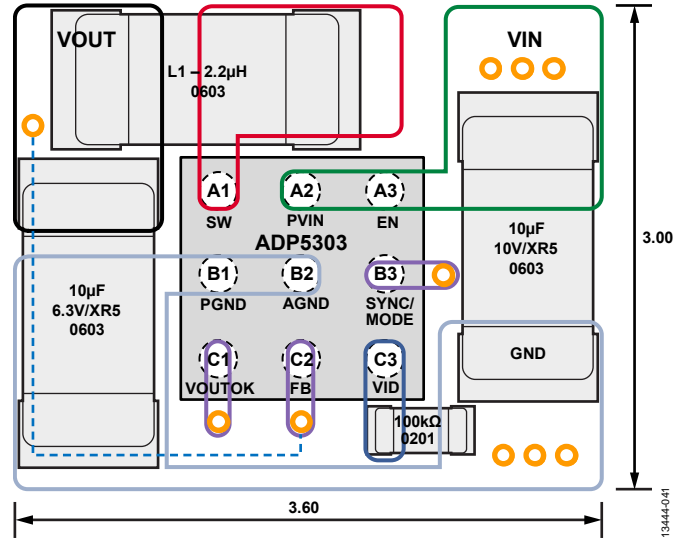 VOUT
VIN
L1 – 2.2µH
0603
A1
A2
A3
SW
PVIN
EN
ADP5303
10µF
10V/XR5
0603
3.00
B1
B2
B3
PGND
AGND
SYNC/
MODE
10µF
6.3V/XR5
0603
GND
C1
C2
C3
VOUTOK
FB
VID
100kΩ
0201
3.60
13444-041